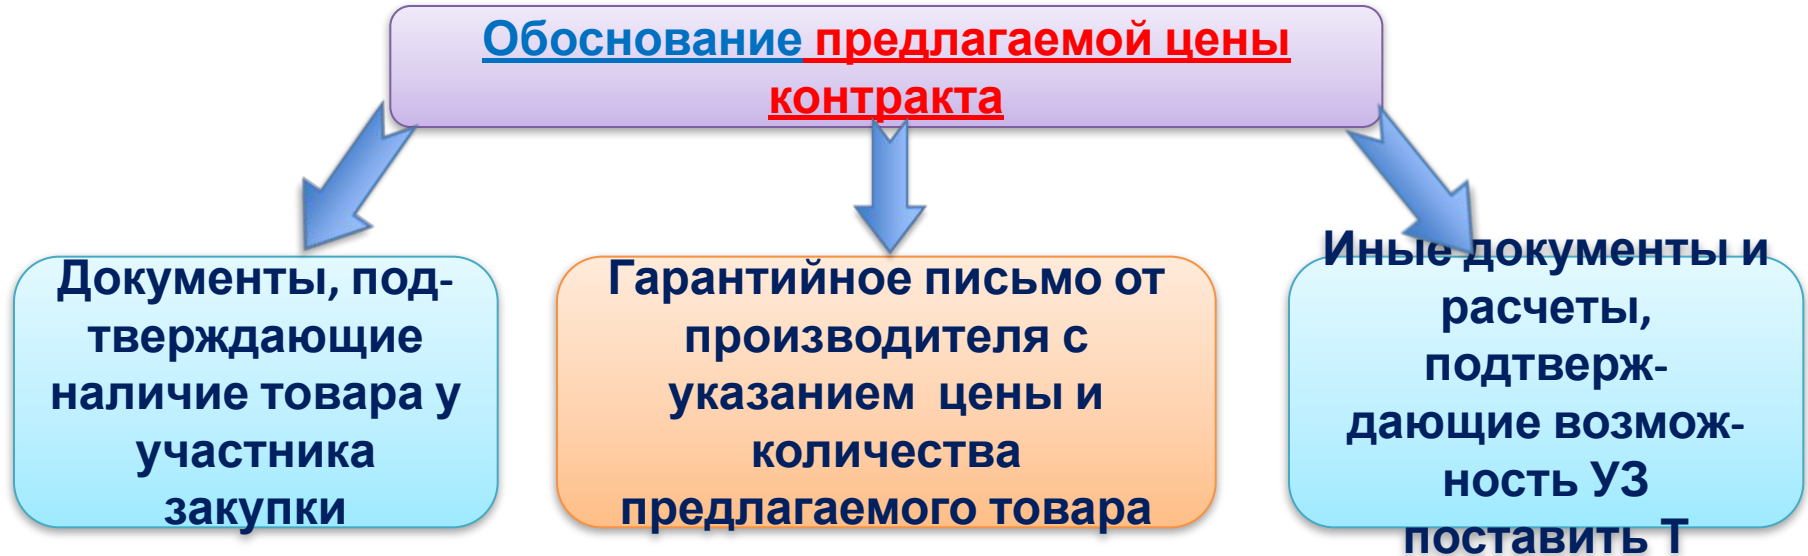 Обоснование предлагаемой цены
контракта
Документы, под-
тверждающие
наличие товара у
участника
закупки
Гарантийное письмо от
производителя с
указанием цены и
количества
предлагаемого товара
Иные документы и
расчеты,
подтверж-
дающие возмож-
ность УЗ
поставить Т